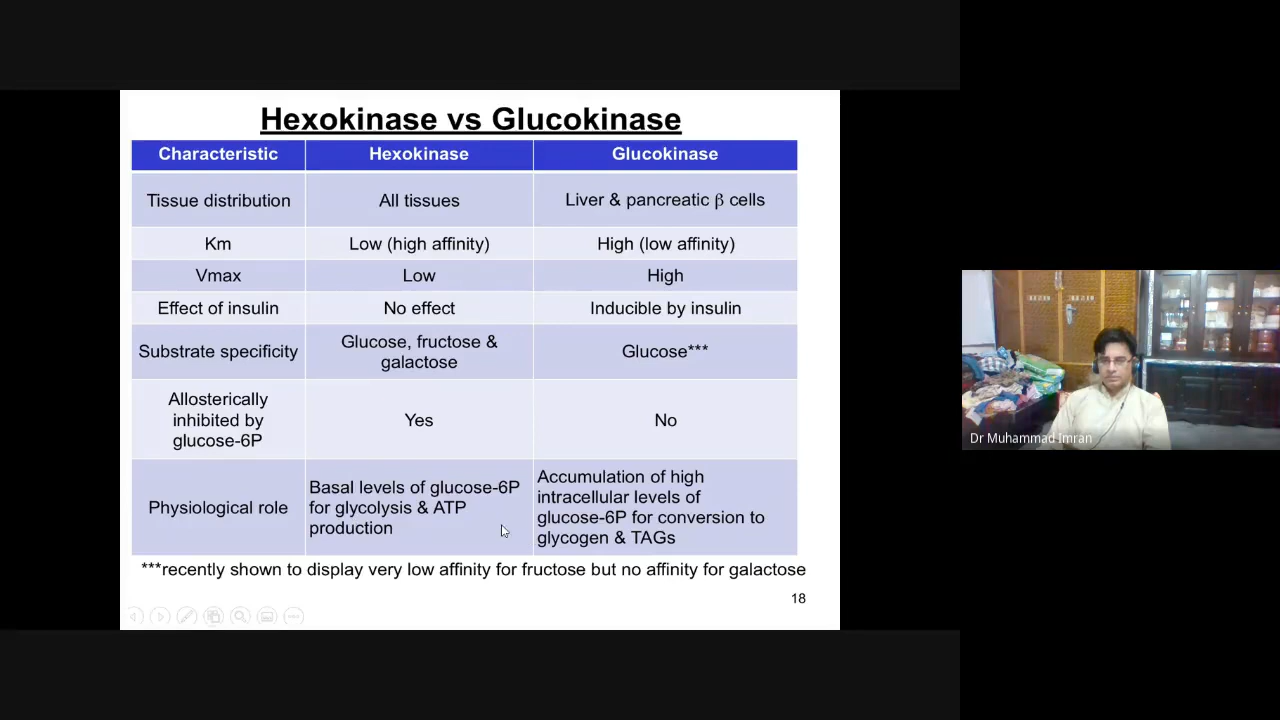 Hexokinase vs Glucokinase
Characteristic
Hexokinase
Glucokinase
Tissue distribution
All tissues
Liver & pancreatic β cells
Km
Low (high affinity)
High (low affinity)
Vmax
Low
High
Effect of insulin
No effect
Inducible by insulin
Substrate specificity
Glucose, fructose &
galactose
Glucose***
Allosterically
inhibited by
glucose-6P
Yes
No
Physiological role
Basal levels of glucose-6P
for glycolysis & ATP
production
Accumulation of high
intracellular levels of
glucose-6P for conversion to
glycogen & TAGs
***recently shown to display very low affinity for fructose but no affinity for galactose
18
Dr Muhammad Imran